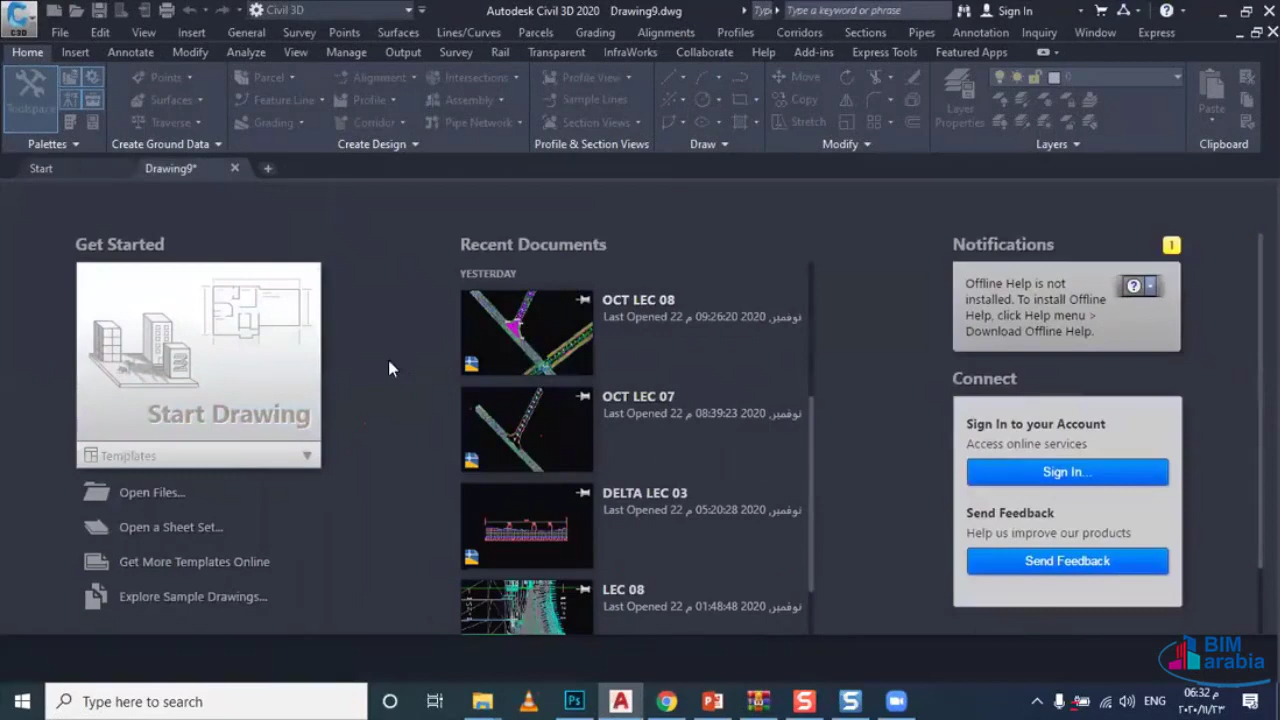 Civil 3D
Autodesk Civil 3D 2020 Drawing9.dwg
Type a keyword or phrase
Sign In
C3D
File Edit View Insert General Survey Points Surfaces Lines/Curves Parcels Grading Alignments Profiles Corridors Sections Pipes Annotation Inquiry Window Express
Home Insert Annotate Modify Analyze View Manage Output Survey Rail Transparent InfraWorks Collaborate Help Add-ins Express Tools Featured Apps
Points Parcel Alignment Intersections Profile View Move 0
Toolspace Surfaces Feature Line Profile Assembly Sample Lines Copy Layer Properties Paste
Traverse Grading Corridor Pipe Network Section Views Stretch
Palettes Create Ground Data Create Design Profile & Section Views Draw Modify Layers Clipboard
Start Drawing9*
Get Started
Start Drawing
Templates
Open Files...
Open a Sheet Set...
Get More Templates Online
Explore Sample Drawings...
Recent Documents
YESTERDAY
OCT LEC 08
Last Opened 22 نوفمبر, 2020 09:26:20 م
OCT LEC 07
Last Opened 22 نوفمبر, 2020 08:39:23 م
DELTA LEC 03
Last Opened 22 نوفمبر, 2020 05:20:28 م
LEC 08
Last Opened 22 نوفمبر, 2020 01:48:48 م
Notifications
1
Offline Help is not
installed. To install Offline
Help, click Help menu >
Download Offline Help.
Connect
Sign In to your Account
Access online services
Sign In...
Send Feedback
Help us improve our products
Send Feedback
BIM
arabia
Type here to search
Ps
A
S
S
ENG
06:32 م
٢٠٢٠/١١/٢٣